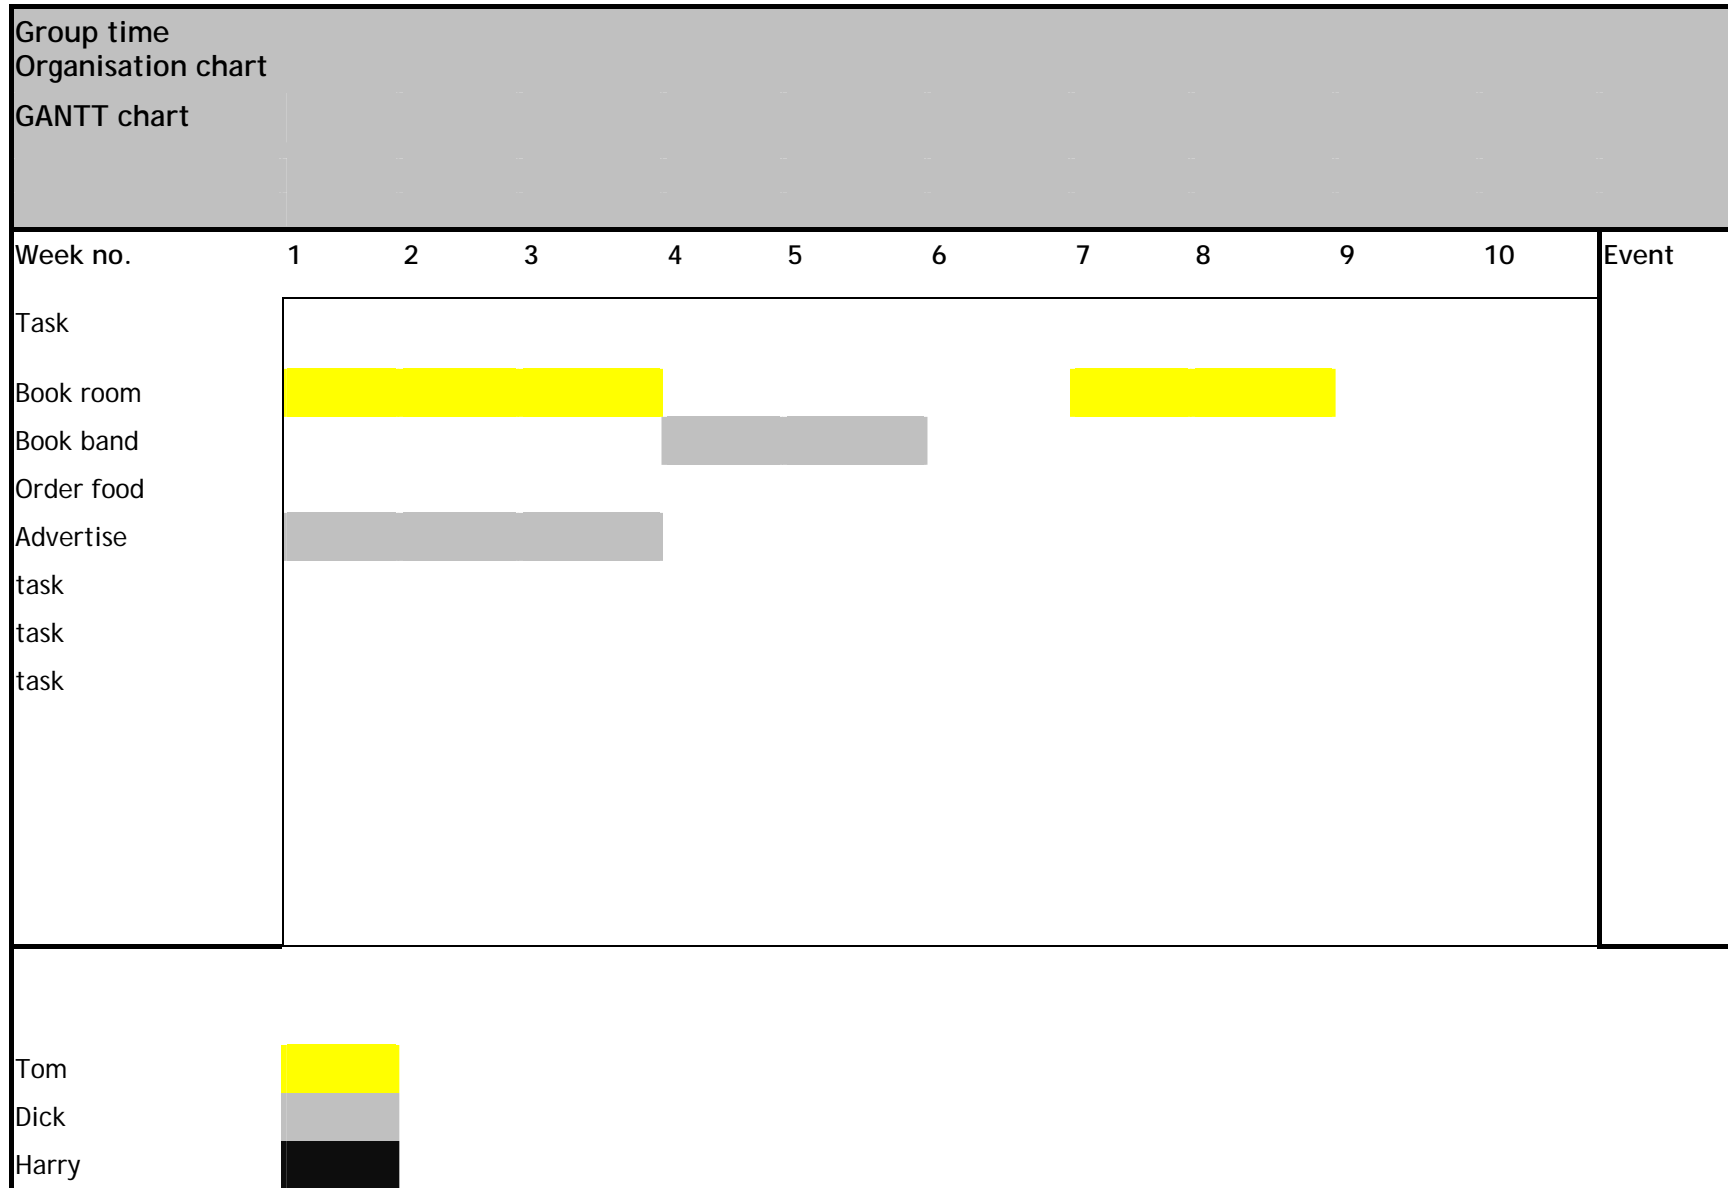 Group time
Organisation chart
GANTT chart
Week no. 1 2 3 4 5 6 7 8 9 10 Event
Task
Book room
Book band
Order food
Advertise
task
task
task
Tom
Dick
Harry